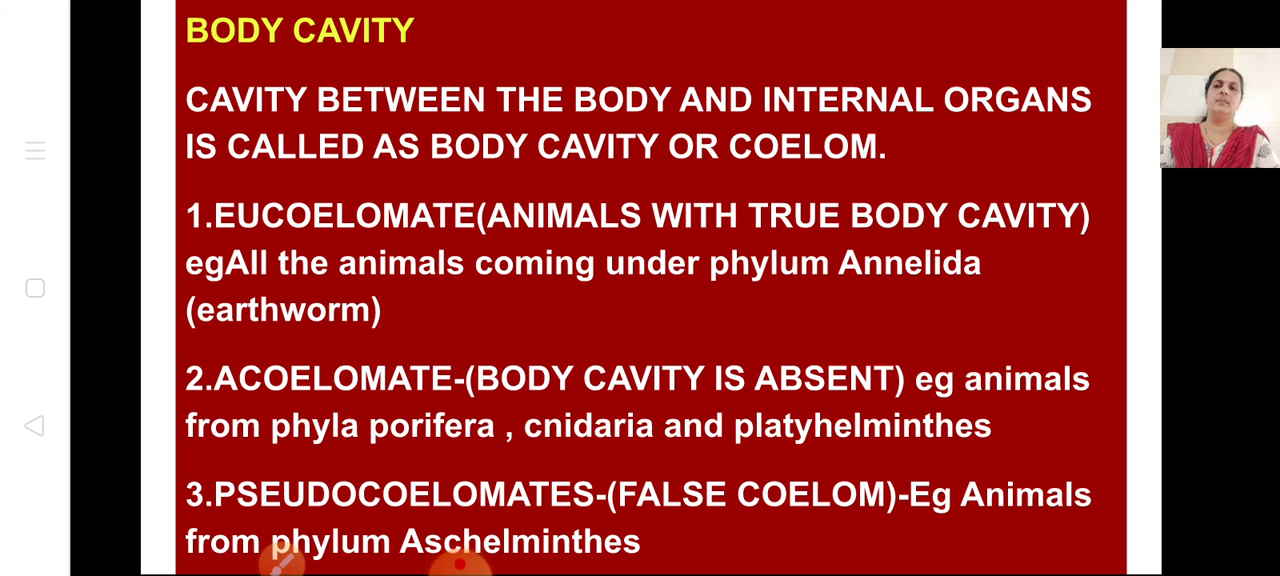 BODY CAVITY
CAVITY BETWEEN THE BODY AND INTERNAL ORGANS
IS CALLED AS BODY CAVITY OR COELOM.
1.EUCOELOMATE(ANIMALS WITH TRUE BODY CAVITY)
egAll the animals coming under phylum Annelida
(earthworm)
2.ACOELOMATE-(BODY CAVITY IS ABSENT) eg animals
from phyla porifera , cnidaria and platyhelminthes
3.PSEUDOCOELOMATES-(FALSE COELOM)-Eg Animals
from phylum Aschelminthes